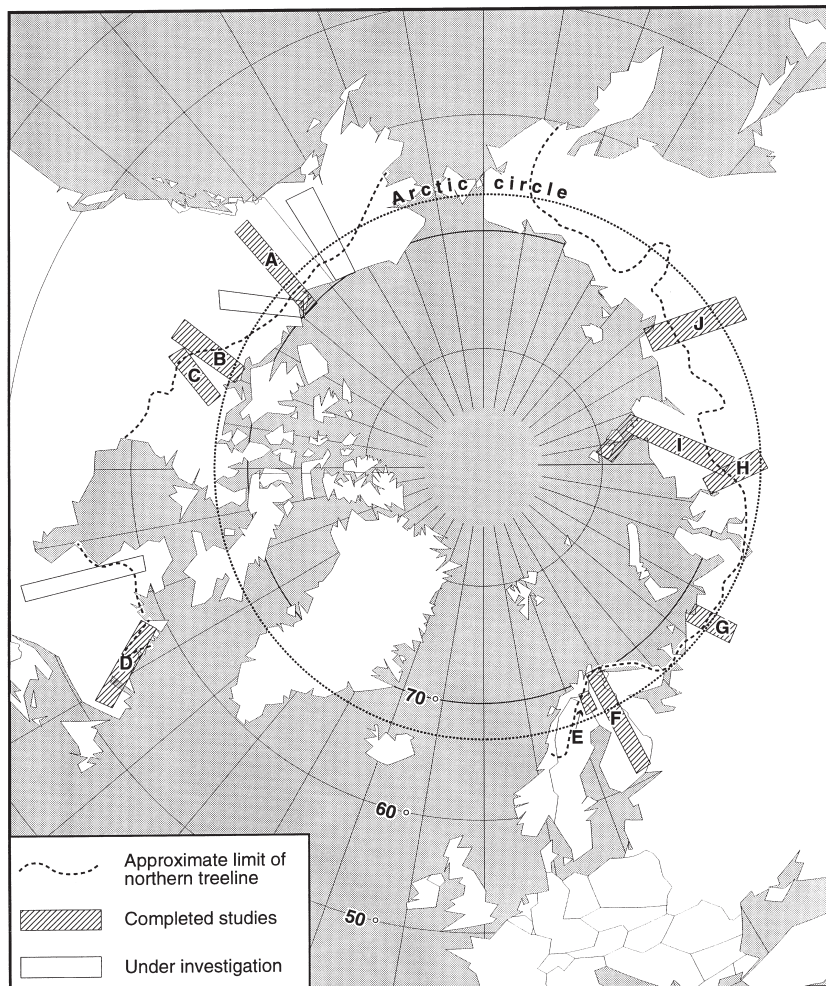 Arctic circle
A
B
J
C
I
H
D
G
70°
E
F
60°
50°
Approximate limit of
northern treeline
Completed studies
Under investigation